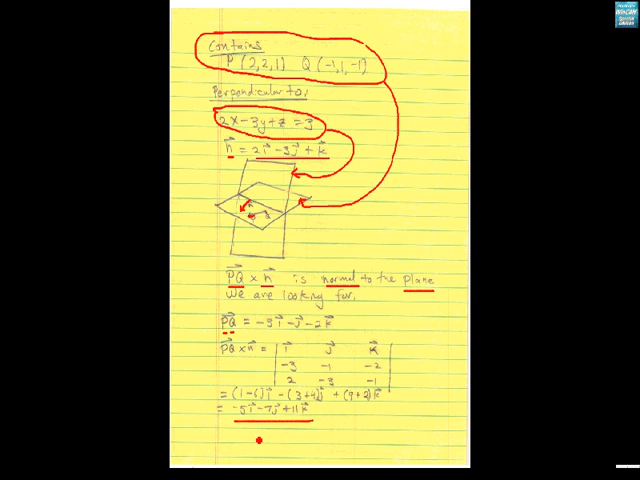 Contains
P (2,2,1) Q (-1,1,-1)
Perpendicular to:
2x-3y+z=3
n = 2i-3j+k
PQ x n is normal to the plane
we are looking for.
PQ = -3i-j-2k
PQ x n = | i j k |
-3 -1 -2
2 -3 -1
= (1-6)i -(3+4)j +(9+2)k
= -5i-7j+11k